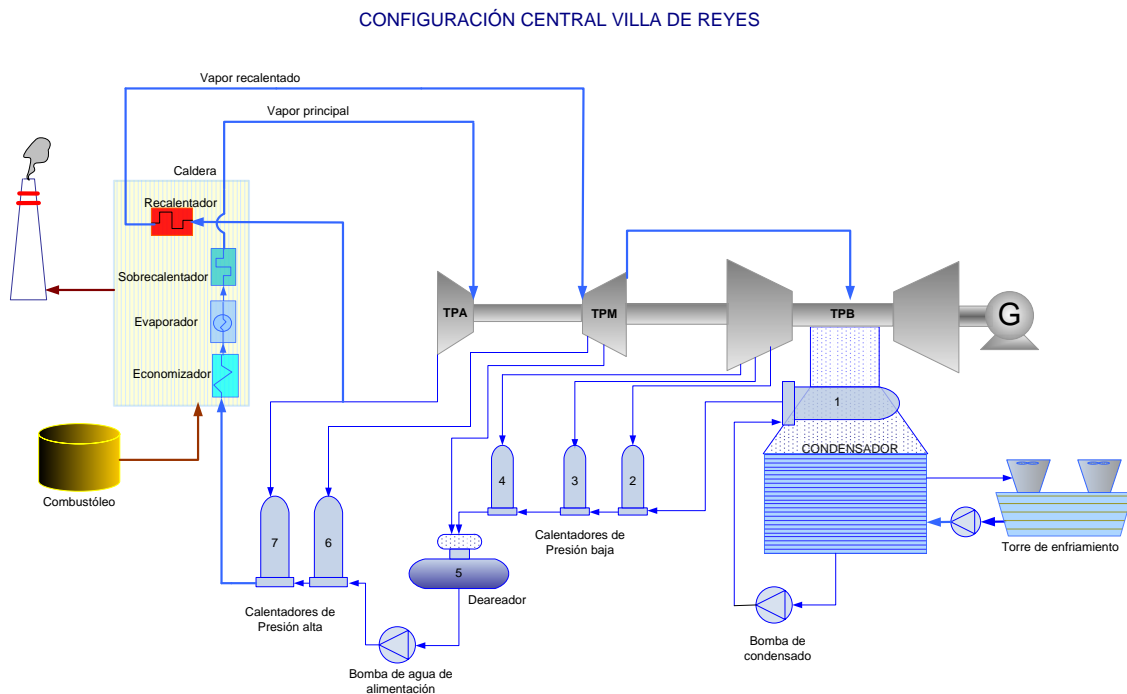 CONFIGURACIÓN CENTRAL VILLA DE REYES
Vapor recalentado
Vapor principal
Caldera
Recalentador
Sobrecalentador
Evaporador
Economizador
TPA
TPM
TPB
G
1
CONDENSADOR
4
3
2
Combustóleo
7
6
5
Calentadores de
Presión baja
Torre de enfriamiento
Deareador
Calentadores de
Presión alta
Bomba de agua de
alimentación
Bomba de
condensado